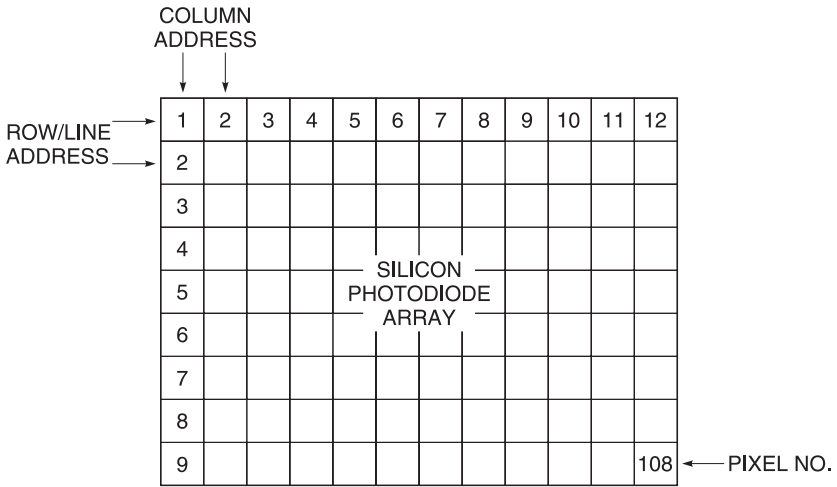 COLUMN
ADDRESS
ROW/LINE
ADDRESS
1 2 3 4 5 6 7 8 9 10 11 12
2
3
4
5
6
7
8
9
SILICON
PHOTODIODE
ARRAY
108
PIXEL NO.